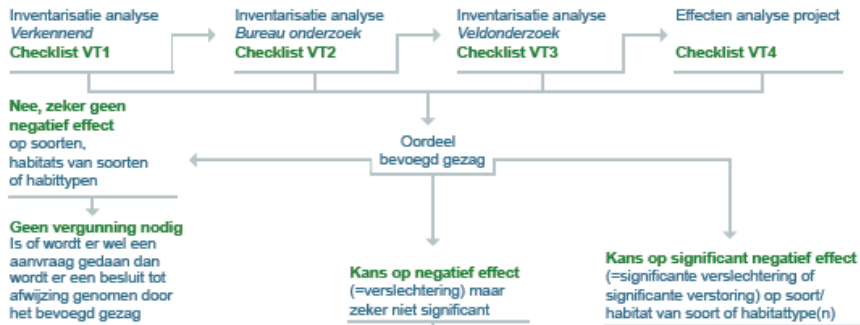 Inventarisatie analyse
Verkennend
Checklist VT1
Inventarisatie analyse
Bureau onderzoek
Checklist VT2
Inventarisatie analyse
Veldonderzoek
Checklist VT3
Effecten analyse project
Checklist VT4
Nee, zeker geen
negatief effect
op soorten,
habitats van soorten
of habittypen
Oordeel
bevoegd gezag
Geen vergunning nodig
Is of wordt er wel een
aanvraag gedaan dan
wordt er een besluit tot
afwijzing genomen door
het bevoegd gezag
Kans op negatief effect
(=verslechtering) maar
zeker niet significant
Kans op significant negatief effect
(=significante verslechtering of
significante verstoring) op soort/
habitat van soort of habitattype(n)